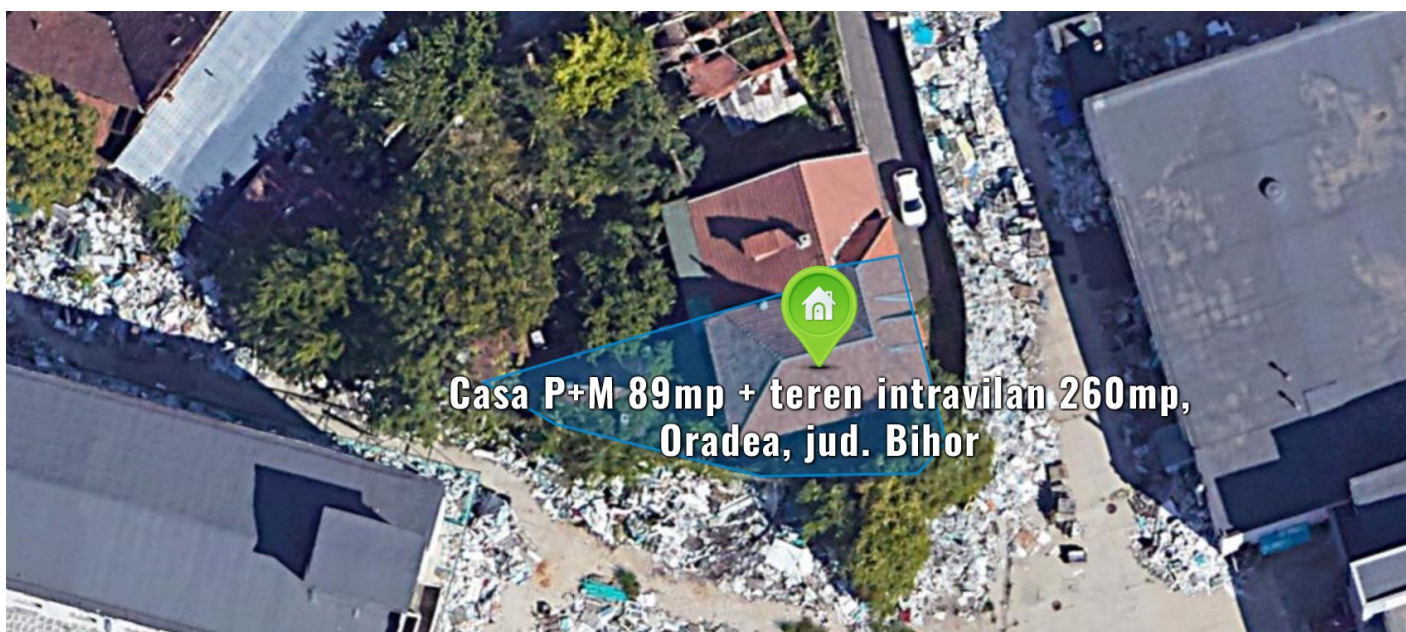 Casa P+M 89mp + teren intravilan 260mp,
Oradea, jud. Bihor